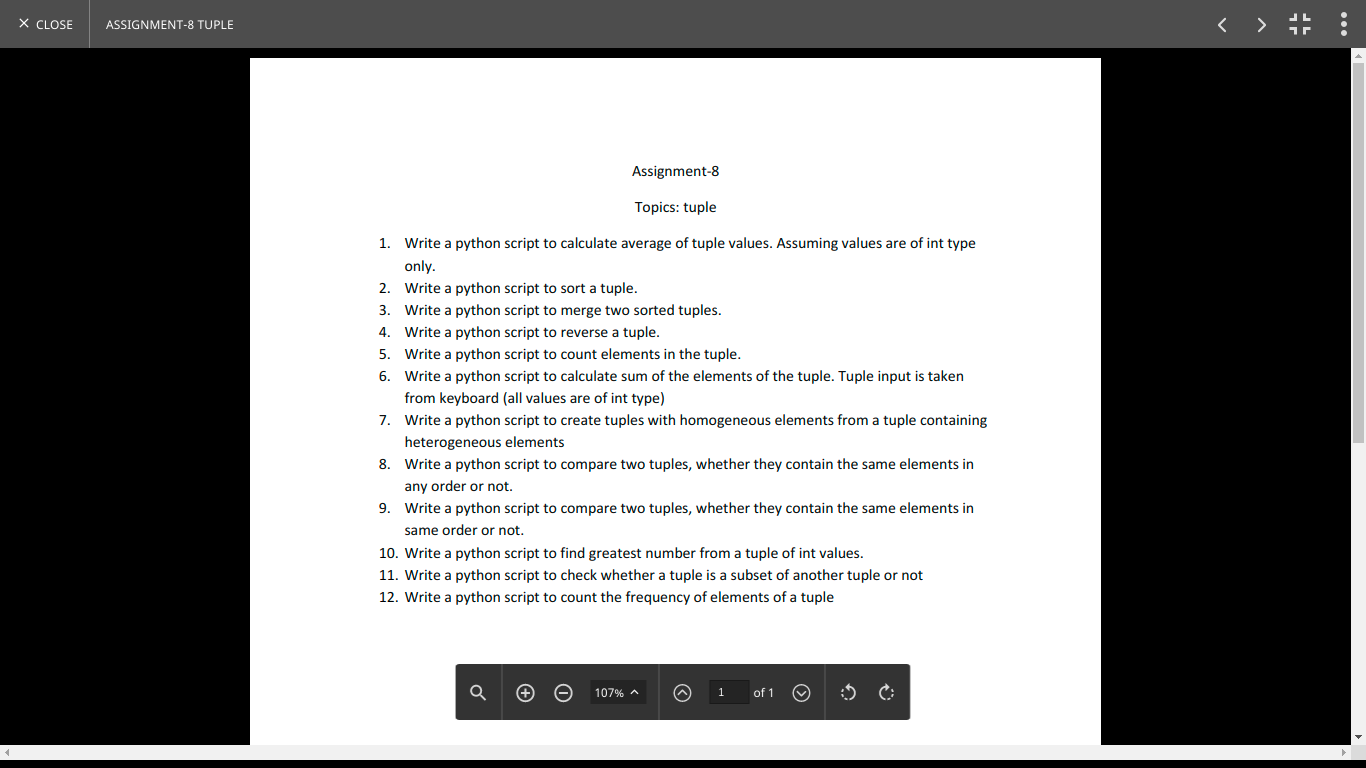 CLOSE ASSIGNMENT-8 TUPLE
Assignment-8
Topics: tuple
1. Write a python script to calculate average of tuple values. Assuming values are of int type
only.
2. Write a python script to sort a tuple.
3. Write a python script to merge two sorted tuples.
4. Write a python script to reverse a tuple.
5. Write a python script to count elements in the tuple.
6. Write a python script to calculate sum of the elements of the tuple. Tuple input is taken
from keyboard (all values are of int type)
7. Write a python script to create tuples with homogeneous elements from a tuple containing
heterogeneous elements
8. Write a python script to compare two tuples, whether they contain the same elements in
any order or not.
9. Write a python script to compare two tuples, whether they contain the same elements in
same order or not.
10. Write a python script to find greatest number from a tuple of int values.
11. Write a python script to check whether a tuple is a subset of another tuple or not
12. Write a python script to count the frequency of elements of a tuple
107% 1 of 1